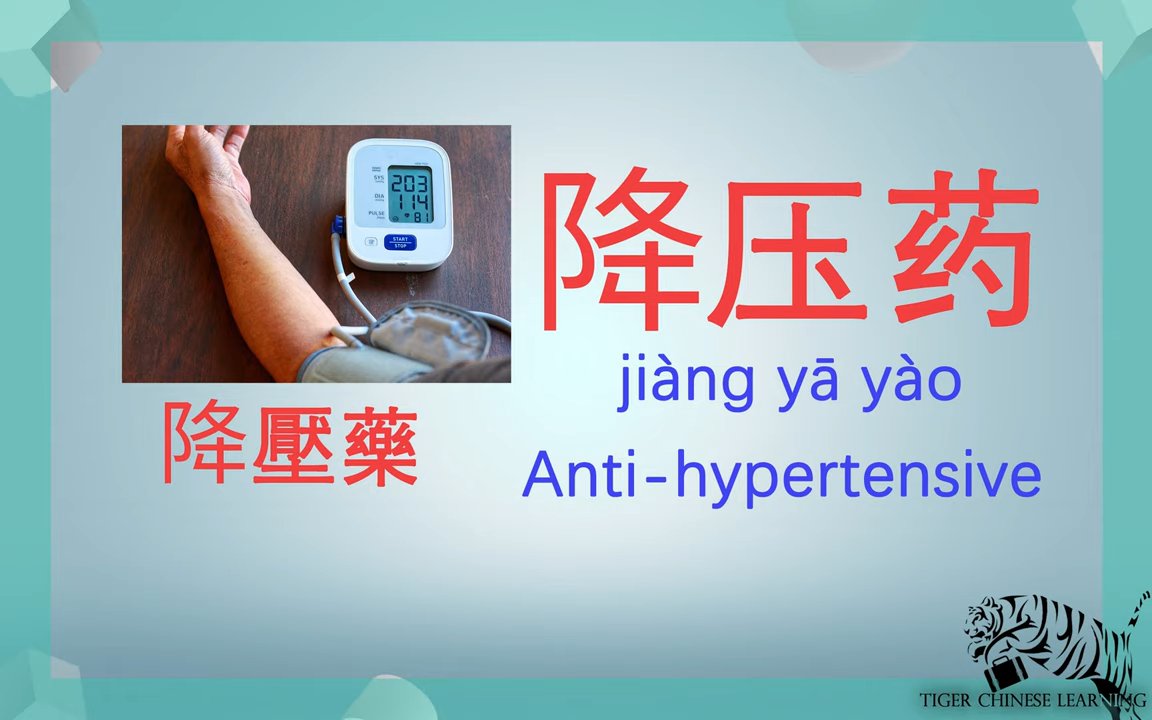 降压药
jiàng yā yào
Anti-hypertensive
降壓藥
SYS
203
DIA
114
PULSE
81
START
STOP
TIGER CHINESE LEARNING